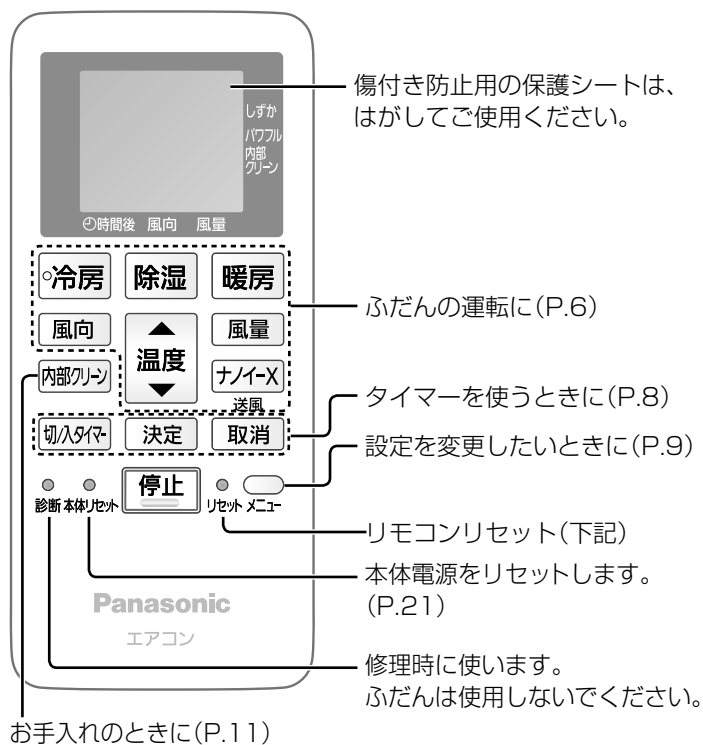 傷付き防止用の保護シートは、
はがしてご使用ください。
しずか
パワフル
内部
クリーン
時間後 風向 風量
冷房 除湿 暖房
ふだんの運転に(P.6)
風向 温度 風量
内部クリーン ナノイーX
送風
タイマーを使うときに(P.8)
切/入タイマー 決定 取消
設定を変更したいときに(P.9)
停止
診断 本体リセット リセット メニュー
リモコンリセット(下記)
本体電源をリセットします。
(P.21)
Panasonic
エアコン
修理時に使います。
ふだんは使用しないでください。
お手入れのときに(P.11)